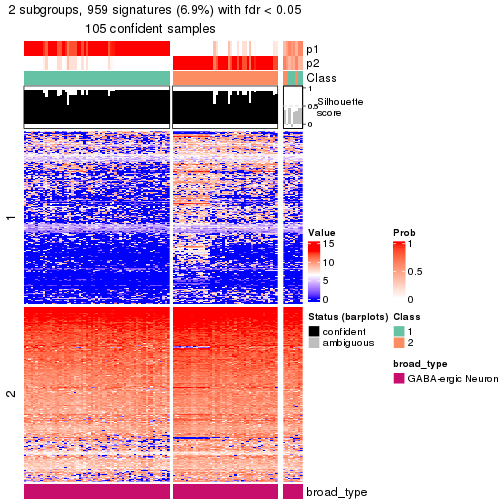 2 subgroups, 959 signatures (6.9%) with fdr < 0.05
105 confident samples
p1
p2
Class
1
0.5
0
Silhouette
score
1
2
Value
15
10
5
0
Prob
1
0.5
0
Status (barplots)
confident
ambiguous
Class
1
2
broad_type
GABA-ergic Neuron
broad_type